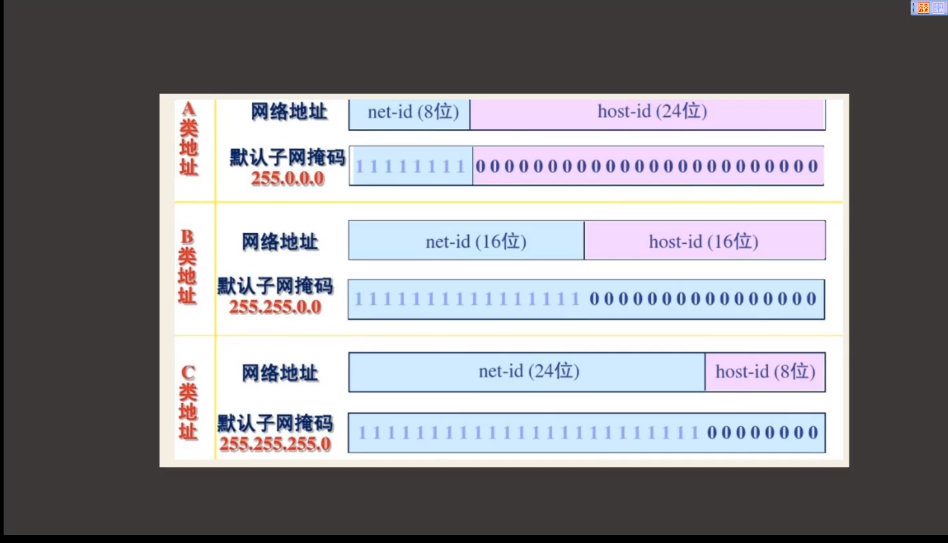 A类地址
网络地址 net-id (8位) host-id (24位)
默认子网掩码 11111111 000000000000000000000000
255.0.0.0
B类地址
网络地址 net-id (16位) host-id (16位)
默认子网掩码 1111111111111111 0000000000000000
255.255.0.0
C类地址
网络地址 net-id (24位) host-id (8位)
默认子网掩码 111111111111111111111111 00000000
255.255.255.0